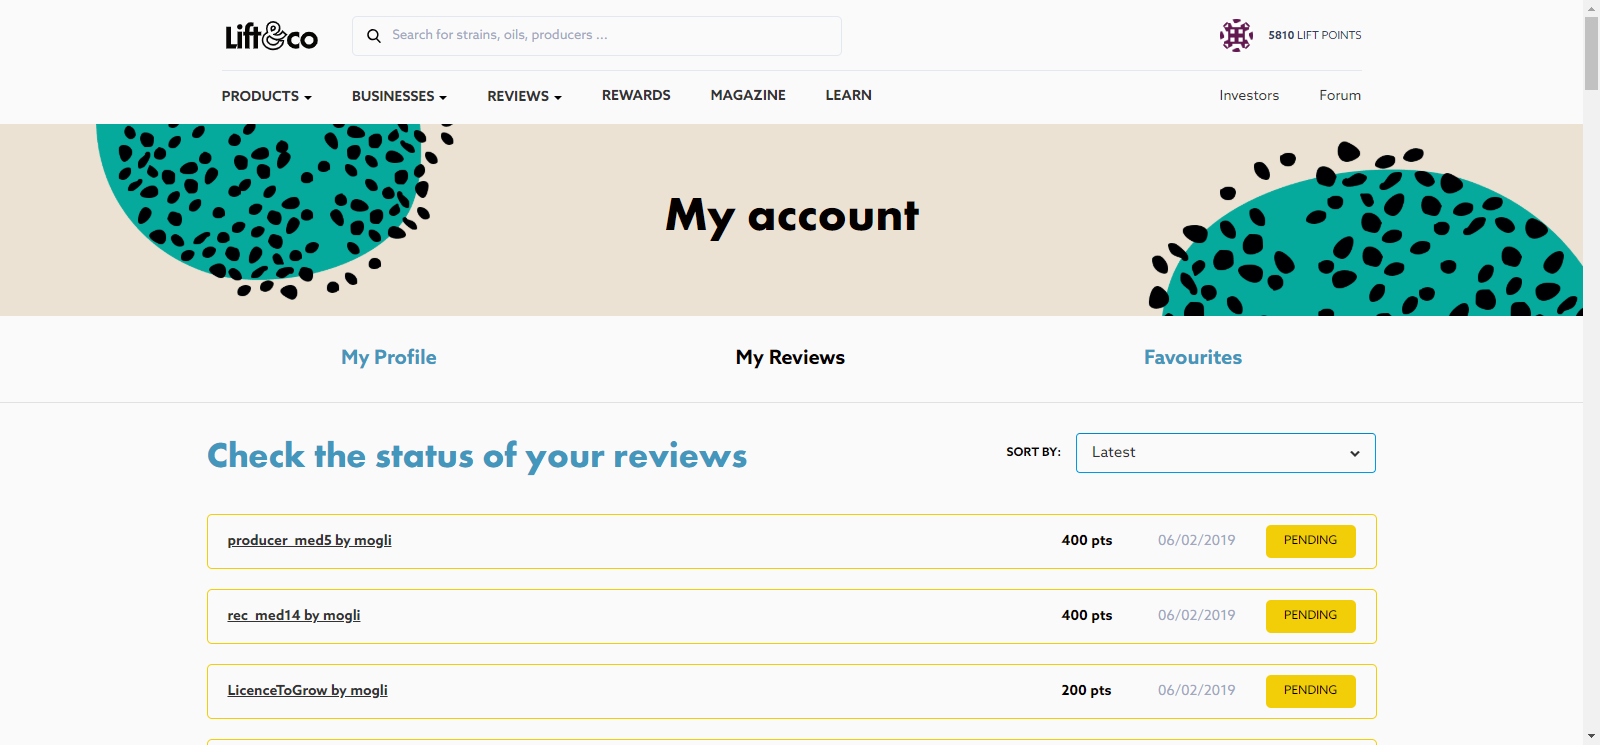 Lift&co
Search for strains, oils, producers ...
5810 LIFT POINTS
PRODUCTS BUSINESSES REVIEWS REWARDS MAGAZINE LEARN Investors Forum
My account
My Profile My Reviews Favourites
Check the status of your reviews SORT BY: Latest
producer_med5 by mogli 400 pts 06/02/2019 PENDING
rec_med14 by mogli 400 pts 06/02/2019 PENDING
LicenceToGrow by mogli 200 pts 06/02/2019 PENDING